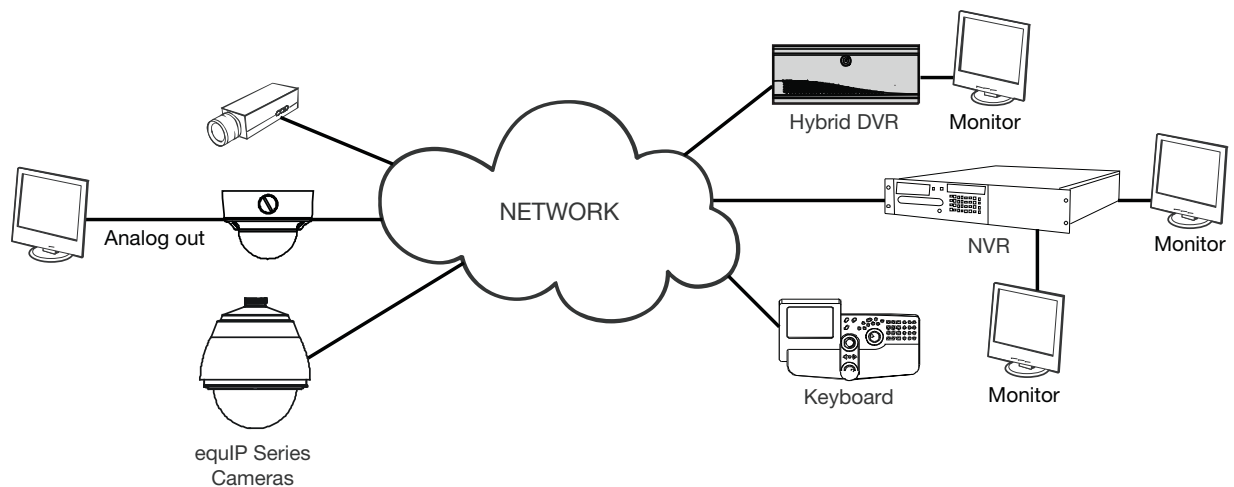 Hybrid DVR
Monitor
NETWORK
Analog out
NVR
Monitor
Keyboard
Monitor
equIP Series
Cameras